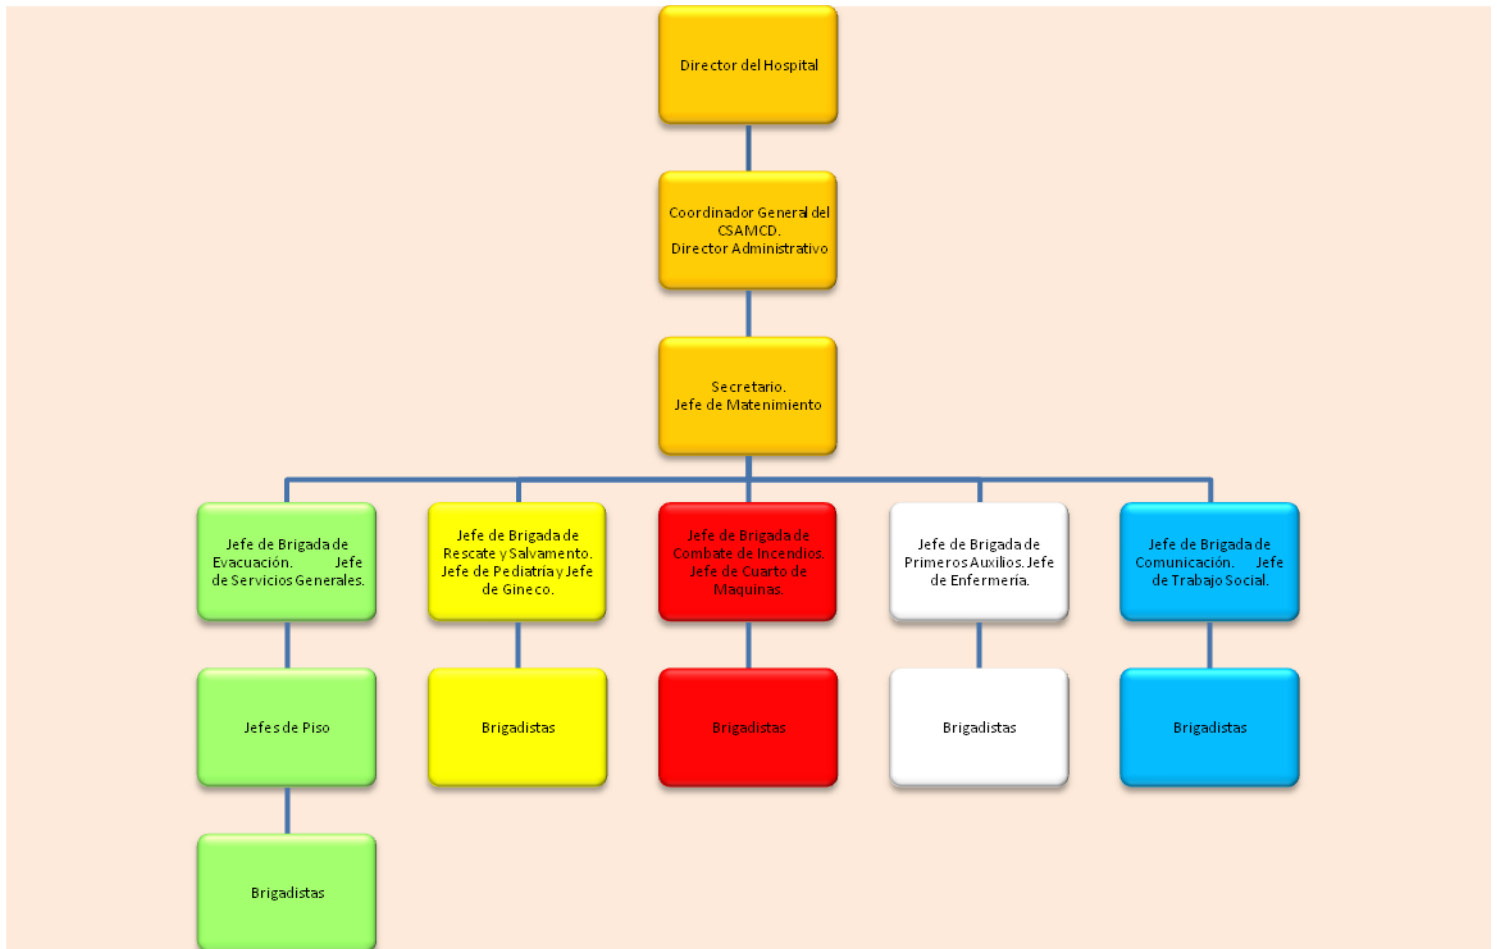 Director del Hospital
Coordinador General del
CSAMCD.
Director Administrativo
Secretario.
Jefe de Matenimiento
Jefe de Brigada de
Evacuación. Jefe
de Servicios Generales.
Jefe de Brigada de
Rescate y Salvamento.
Jefe de Pediatría y Jefe
de Gineco.
Jefe de Brigada de
Combate de Incendios.
Jefe de Cuarto de
Maquinas.
Jefe de Brigada de
Primeros Auxilios. Jefe
de Enfermería.
Jefe de Brigada de
Comunicación. Jefe
de Trabajo Social.
Jefes de Piso
Brigadistas
Brigadistas
Brigadistas
Brigadistas
Brigadistas